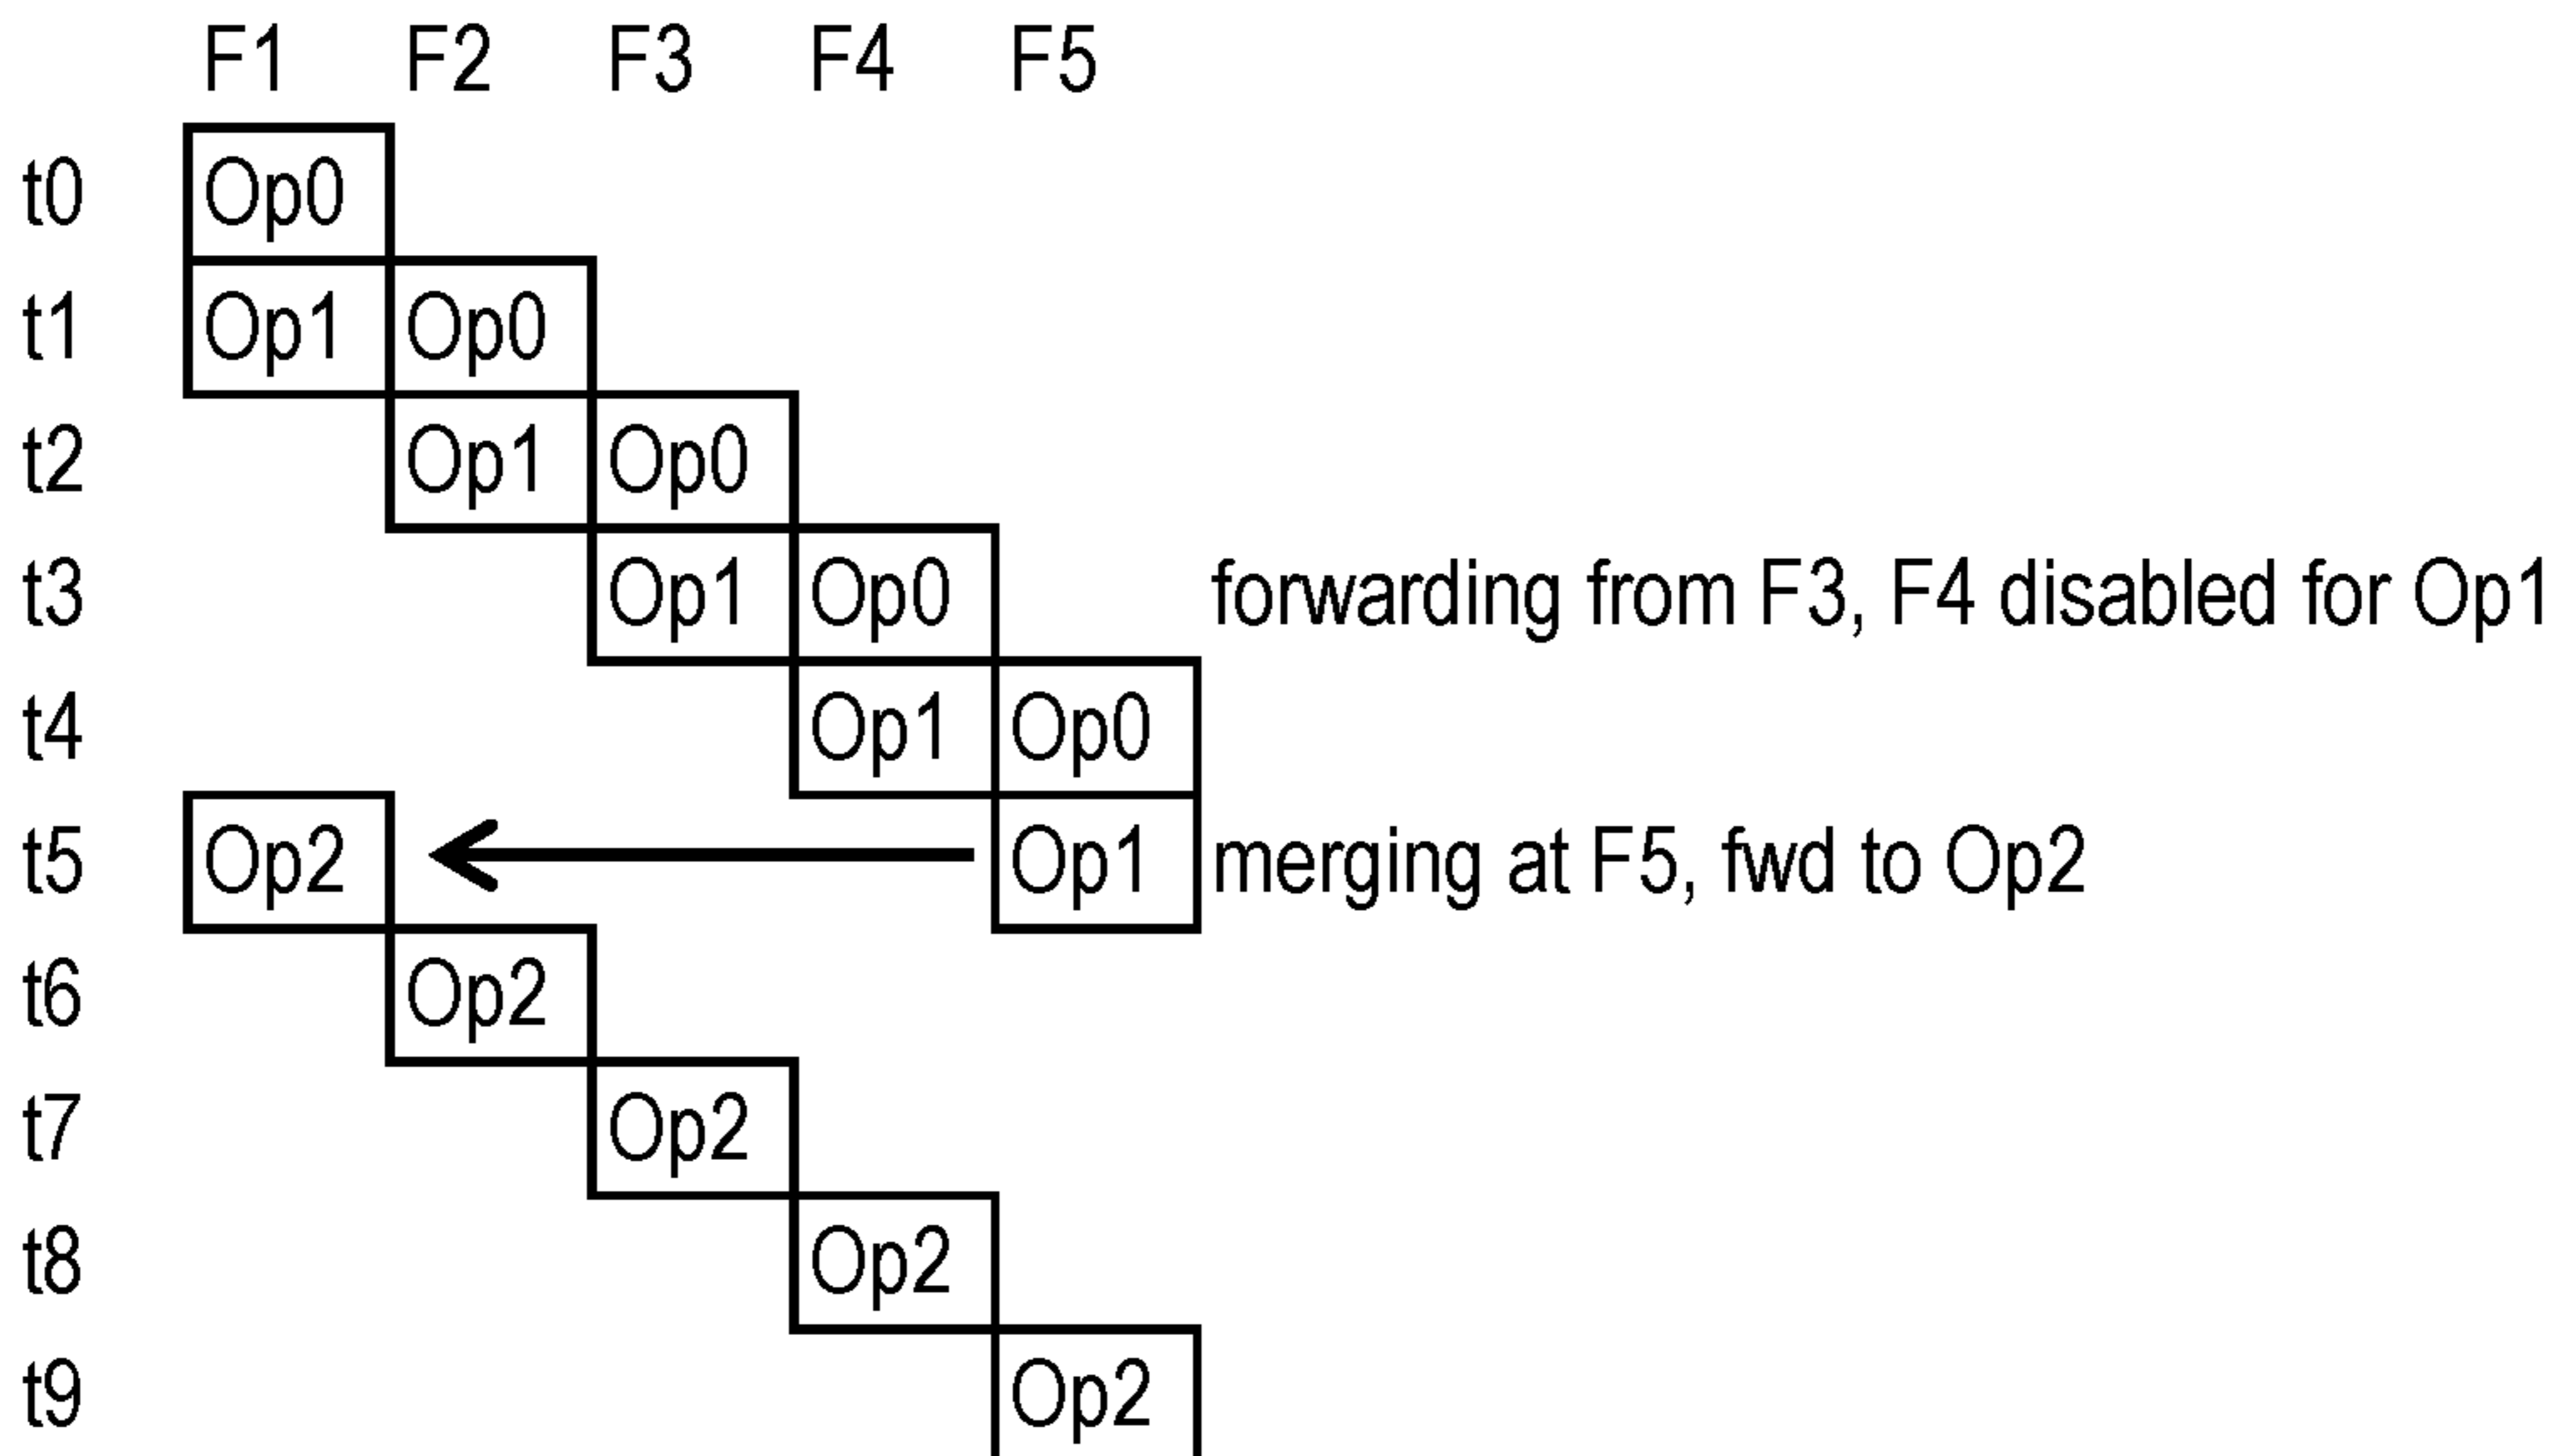 F1 F2 F3 F4 F5
t0 Op0
t1 Op1 Op0
t2 Op1 Op0
t3 Op1 Op0 forwarding from F3, F4 disabled for Op1
t4 Op1 Op0
t5 Op2 Op1 merging at F5, fwd to Op2
t6 Op2
t7 Op2
t8 Op2
t9 Op2